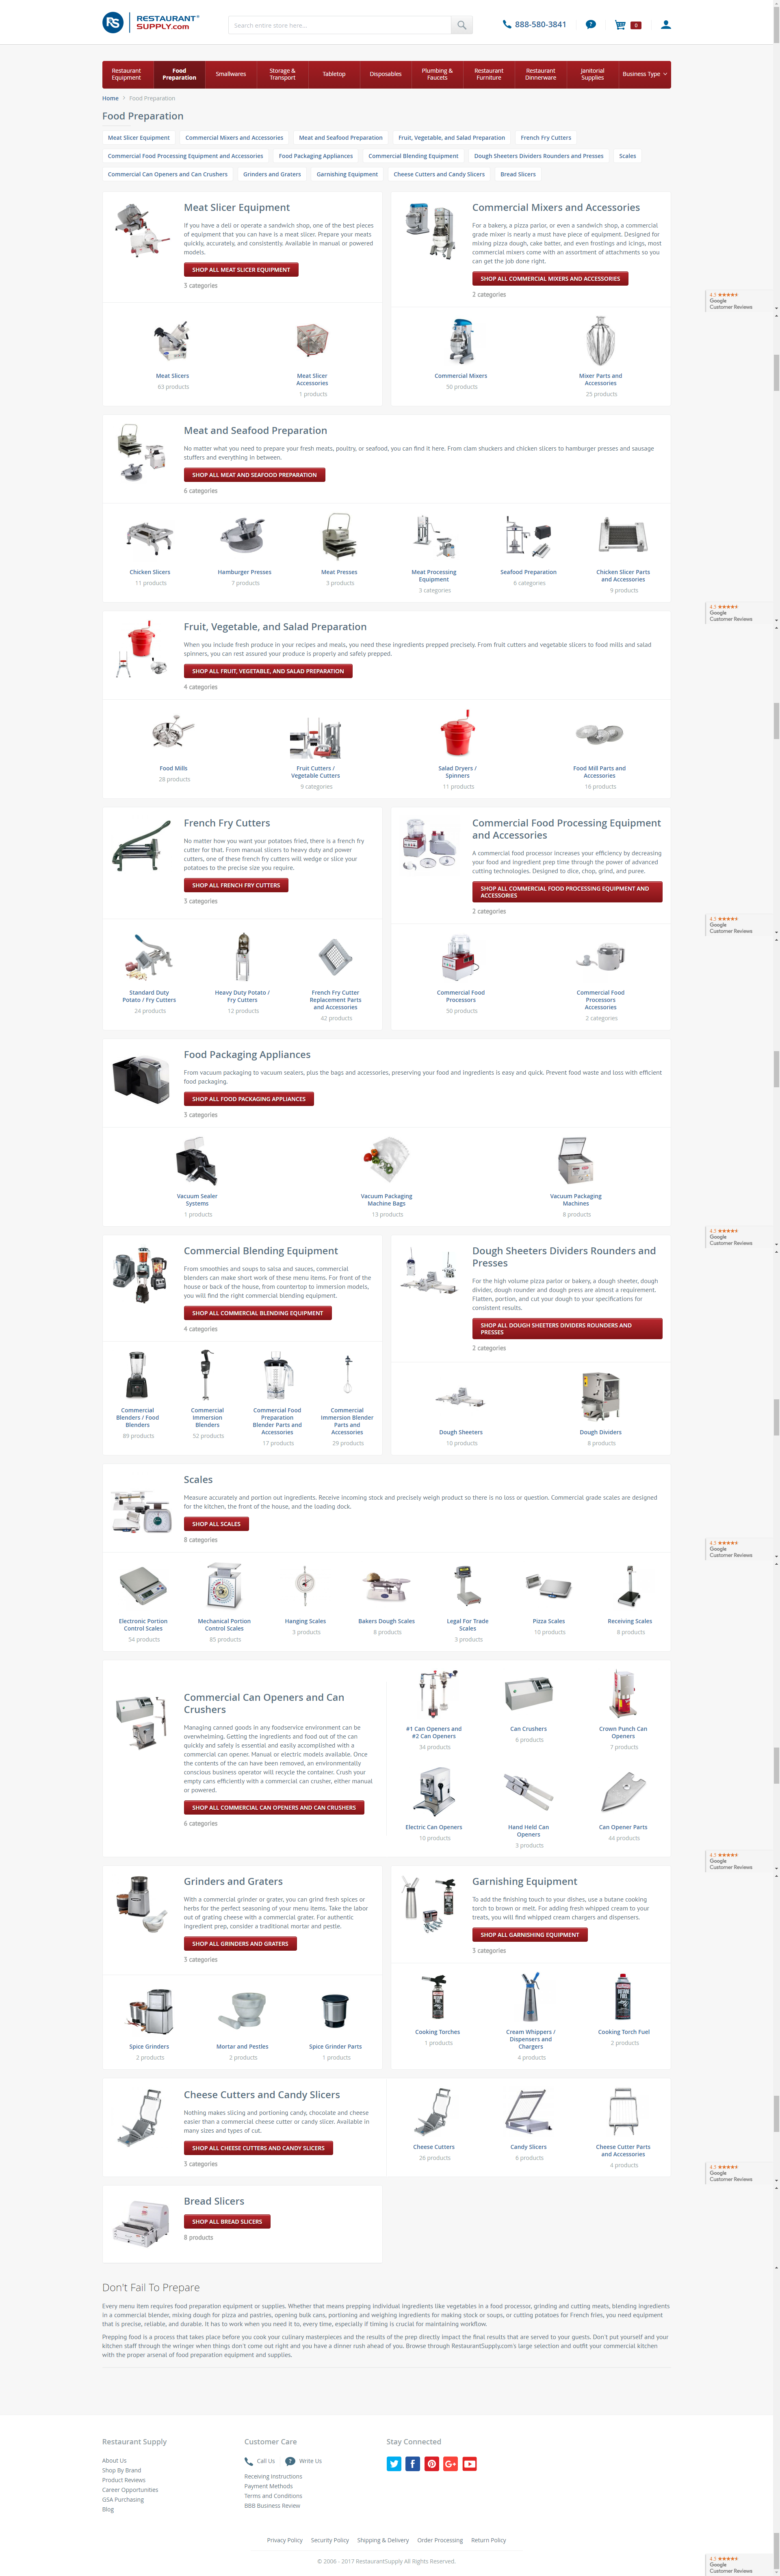 RS RESTAURANT
SUPPLY.com
Search entire store here...
888-580-3841
?
0
Restaurant Equipment
Food Preparation
Smallwares
Storage & Transport
Tabletop
Disposables
Plumbing & Faucets
Restaurant Furniture
Restaurant Dinnerware
Janitorial Supplies
Business Type
Home Food Preparation
Food Preparation
Meat Slicer Equipment Commercial Mixers and Accessories Meat and Seafood Preparation Fruit, Vegetable, and Salad Preparation French Fry Cutters
Commercial Food Processing Equipment and Accessories Food Packaging Appliances Commercial Blending Equipment Dough Sheeters Dividers Rounders and Presses Scales
Commercial Can Openers and Can Crushers Grinders and Graters Garnishing Equipment Cheese Cutters and Candy Slicers Bread Slicers
Meat Slicer Equipment
If you have a deli or operate a sandwich shop, one of the best pieces
of equipment that you can have is a meat slicer. Prepare your meats
quickly, accurately, and consistently. Available in manual or powered
models.
SHOP ALL MEAT SLICER EQUIPMENT
3 categories
Meat Slicers
63 products
Meat Slicer
Accessories
1 products
Commercial Mixers and Accessories
For a bakery, a pizza parlor, or even a sandwich shop, a commercial
grade mixer is nearly a must have piece of equipment. Designed for
mixing pizza dough, cake batter, and even frostings and icings, most
commercial mixers come with an assortment of attachments so you
can get the job done right.
SHOP ALL COMMERCIAL MIXERS AND ACCESSORIES
2 categories
Commercial Mixers
50 products
Mixer Parts and
Accessories
25 products
4.5
Google
Customer Reviews
Meat and Seafood Preparation
No matter what you need to prepare your fresh meats, poultry, or seafood, you can find it here. From clam shuckers and chicken slicers to hamburger presses and sausage
stuffers and everything in between.
SHOP ALL MEAT AND SEAFOOD PREPARATION
6 categories
Chicken Slicers
11 products
Hamburger Presses
7 products
Meat Presses
3 products
Meat Processing
Equipment
3 categories
Seafood Preparation
6 categories
Chicken Slicer Parts
and Accessories
9 products
4.5
Google
Customer Reviews
Fruit, Vegetable, and Salad Preparation
When you include fresh produce in your recipes and meals, you need these ingredients prepped precisely. From fruit cutters and vegetable slicers to food mills and salad
spinners, you can rest assured your produce is properly and safely prepped.
SHOP ALL FRUIT, VEGETABLE, AND SALAD PREPARATION
4 categories
Food Mills
28 products
Fruit Cutters /
Vegetable Cutters
9 categories
Salad Dryers /
Spinners
11 products
Food Mill Parts and
Accessories
16 products
French Fry Cutters
No matter how you want your potatoes fried, there is a french fry
cutter for that. From manual slicers to heavy duty and power
cutters, one of these french fry cutters will wedge or slice your
potatoes to the precise size you require.
SHOP ALL FRENCH FRY CUTTERS
3 categories
Standard Duty
Potato / Fry Cutters
24 products
Heavy Duty Potato /
Fry Cutters
12 products
French Fry Cutter
Replacement Parts
and Accessories
42 products
Commercial Food Processing Equipment
and Accessories
A commercial food processor increases your efficiency by decreasing
your food and ingredient prep time through the power of advanced
cutting technologies. Designed to dice, chop, grind, and puree.
SHOP ALL COMMERCIAL FOOD PROCESSING EQUIPMENT AND
ACCESSORIES
2 categories
Commercial Food
Processors
50 products
Commercial Food
Processors
Accessories
2 categories
4.5
Google
Customer Reviews
Food Packaging Appliances
From vacuum packaging to vacuum sealers, plus the bags and accessories, preserving your food and ingredients is easy and quick. Prevent food waste and loss with efficient
food packaging.
SHOP ALL FOOD PACKAGING APPLIANCES
3 categories
Vacuum Sealer
Systems
1 products
Vacuum Packaging
Machine Bags
13 products
Vacuum Packaging
Machines
8 products
4.5
Google
Customer Reviews
Commercial Blending Equipment
From smoothies and soups to salsa and sauces, commercial
blenders can make short work of these menu items. For front of the
house or back of the house, from countertop to immersion models,
you will find the right commercial blending equipment.
SHOP ALL COMMERCIAL BLENDING EQUIPMENT
4 categories
Commercial
Blenders / Food
Blenders
89 products
Commercial
Immersion
Blenders
52 products
Commercial Food
Preparation
Blender Parts and
Accessories
17 products
Commercial
Immersion Blender
Parts and
Accessories
29 products
Dough Sheeters Dividers Rounders and
Presses
For the high volume pizza parlor or bakery, a dough sheeter, dough
divider, dough rounder and dough press are almost a requirement.
Flatten, portion, and cut your dough to your specifications for
consistent results.
SHOP ALL DOUGH SHEETERS DIVIDERS ROUNDERS AND
PRESSES
2 categories
Dough Sheeters
10 products
Dough Dividers
8 products
Scales
Measure accurately and portion out ingredients. Receive incoming stock and precisely weigh product so there is no loss or question. Commercial grade scales are designed
for the kitchen, the front of the house, and the loading dock.
SHOP ALL SCALES
8 categories
Electronic Portion
Control Scales
54 products
Mechanical Portion
Control Scales
85 products
Hanging Scales
3 products
Bakers Dough Scales
8 products
Legal For Trade
Scales
3 products
Pizza Scales
10 products
Receiving Scales
8 products
4.5
Google
Customer Reviews
Commercial Can Openers and Can
Crushers
Managing canned goods in any foodservice environment can be
overwhelming. Getting the ingredients and food out of the can
quickly and safely is essential and easily accomplished with a
commercial can opener. Manual or electric models available. Once
the contents of the can have been removed, an environmentally
conscious business operator will recycle the container. Crush your
empty cans efficiently with a commercial can crusher, either manual
or powered.
SHOP ALL COMMERCIAL CAN OPENERS AND CAN CRUSHERS
6 categories
#1 Can Openers and
#2 Can Openers
34 products
Can Crushers
6 products
Crown Punch Can
Openers
7 products
Electric Can Openers
10 products
Hand Held Can
Openers
3 products
Can Opener Parts
44 products
4.5
Google
Customer Reviews
Grinders and Graters
With a commercial grinder or grater, you can grind fresh spices or
herbs for the perfect seasoning of your menu items. Take the labor
out of grating cheese with a commercial grater. For authentic
ingredient prep, consider a traditional mortar and pestle.
SHOP ALL GRINDERS AND GRATERS
3 categories
Spice Grinders
2 products
Mortar and Pestles
2 products
Spice Grinder Parts
1 products
Garnishing Equipment
To add the finishing touch to your dishes, use a butane cooking
torch to brown or melt. For adding fresh whipped cream to your
treats, you will find whipped cream chargers and dispensers.
SHOP ALL GARNISHING EQUIPMENT
3 categories
Cooking Torches
1 products
Cream Whippers /
Dispensers and
Chargers
4 products
Cooking Torch Fuel
2 products
Cheese Cutters and Candy Slicers
Nothing makes slicing and portioning candy, chocolate and cheese
easier than a commercial cheese cutter or candy slicer. Available in
many sizes and types of cut.
SHOP ALL CHEESE CUTTERS AND CANDY SLICERS
3 categories
Cheese Cutters
26 products
Candy Slicers
6 products
Cheese Cutter Parts
and Accessories
4 products
4.5
Google
Customer Reviews
Bread Slicers
SHOP ALL BREAD SLICERS
8 products
Don't Fail To Prepare
Every menu item requires food preparation equipment or supplies. Whether that means prepping individual ingredients like vegetables in a food processor, grinding and cutting meats, blending ingredients
in a commercial blender, mixing dough for pizza and pastries, opening bulk cans, portioning and weighing ingredients for making stock or soups, or cutting potatoes for French fries, you need equipment
that is precise, reliable, and durable. It has to work when you need it to, every time, especially if timing is crucial for maintaining workflow.
Prepping food is a process that takes place before you cook your culinary masterpieces and the results of the prep directly impact the final results that are served to your guests. Don't put yourself and your
kitchen staff through the wringer when things don't come out right and you have a dinner rush ahead of you. Browse through RestaurantSupply.com's large selection and outfit your commercial kitchen
with the proper arsenal of food preparation equipment and supplies.
Restaurant Supply
About Us
Shop By Brand
Product Reviews
Career Opportunities
GSA Purchasing
Blog
Customer Care
Call Us ? Write Us
Receiving Instructions
Payment Methods
Terms and Conditions
BBB Business Review
Stay Connected
Privacy Policy Security Policy Shipping & Delivery Order Processing Return Policy
© 2006 - 2017 RestaurantSupply All Rights Reserved.
4.5
Google
Customer Reviews